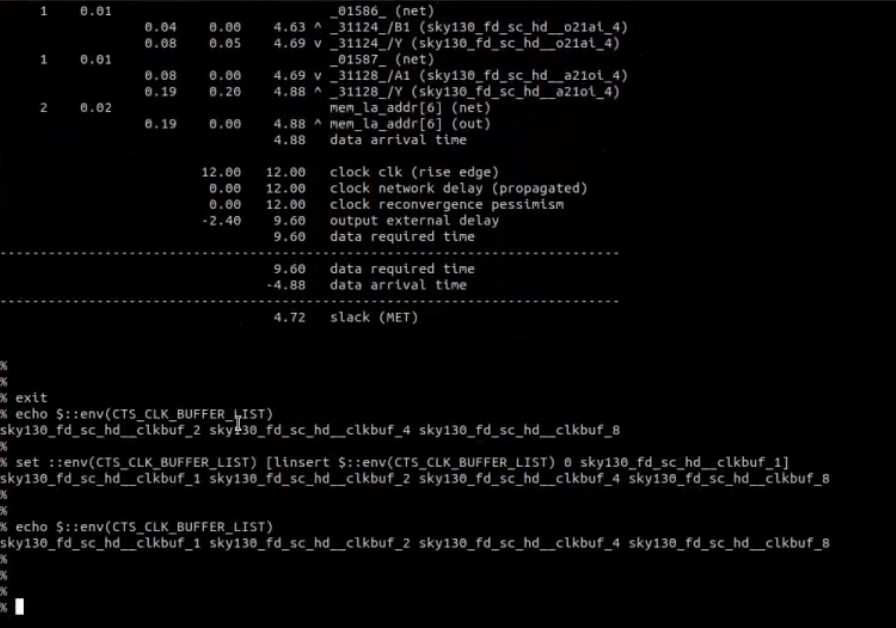 _01586_ (net)
1 0.01
0.04 0.00 4.63 ^ _31124_/B1 (sky130_fd_sc_hd__o21ai_4)
0.08 0.05 4.69 v _31124_/Y (sky130_fd_sc_hd__o21ai_4)
1 0.01 _01587_ (net)
0.08 0.00 4.69 v _31128_/A1 (sky130_fd_sc_hd__a21oi_4)
0.19 0.20 4.88 ^ _31128_/Y (sky130_fd_sc_hd__a21oi_4)
2 0.02 mem_la_addr[6] (net)
0.19 0.00 4.88 ^ mem_la_addr[6] (out)
4.88 data arrival time
12.00 12.00 clock clk (rise edge)
0.00 12.00 clock network delay (propagated)
0.00 12.00 clock reconvergence pessimism
-2.40 9.60 output external delay
9.60 data required time
-----------------------------------------------------------------------------
9.60 data required time
-4.88 data arrival time
-----------------------------------------------------------------------------
4.72 slack (MET)
%
%
% exit
% echo $::env(CTS_CLK_BUFFER_LIST)
sky130_fd_sc_hd__clkbuf_2 sky130_fd_sc_hd__clkbuf_4 sky130_fd_sc_hd__clkbuf_8
%
% set ::env(CTS_CLK_BUFFER_LIST) [linsert $::env(CTS_CLK_BUFFER_LIST) 0 sky130_fd_sc_hd__clkbuf_1]
sky130_fd_sc_hd__clkbuf_1 sky130_fd_sc_hd__clkbuf_2 sky130_fd_sc_hd__clkbuf_4 sky130_fd_sc_hd__clkbuf_8
%
%
% echo $::env(CTS_CLK_BUFFER_LIST)
sky130_fd_sc_hd__clkbuf_1 sky130_fd_sc_hd__clkbuf_2 sky130_fd_sc_hd__clkbuf_4 sky130_fd_sc_hd__clkbuf_8
%
%
%
%